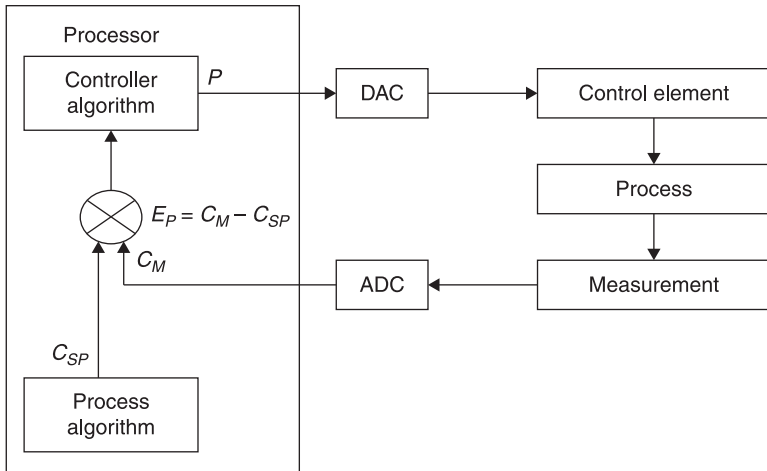 Processor
Controller
algorithm
P
DAC
Control element
Process
E_P = C_M – C_SP
C_M
ADC
Measurement
C_SP
Process
algorithm